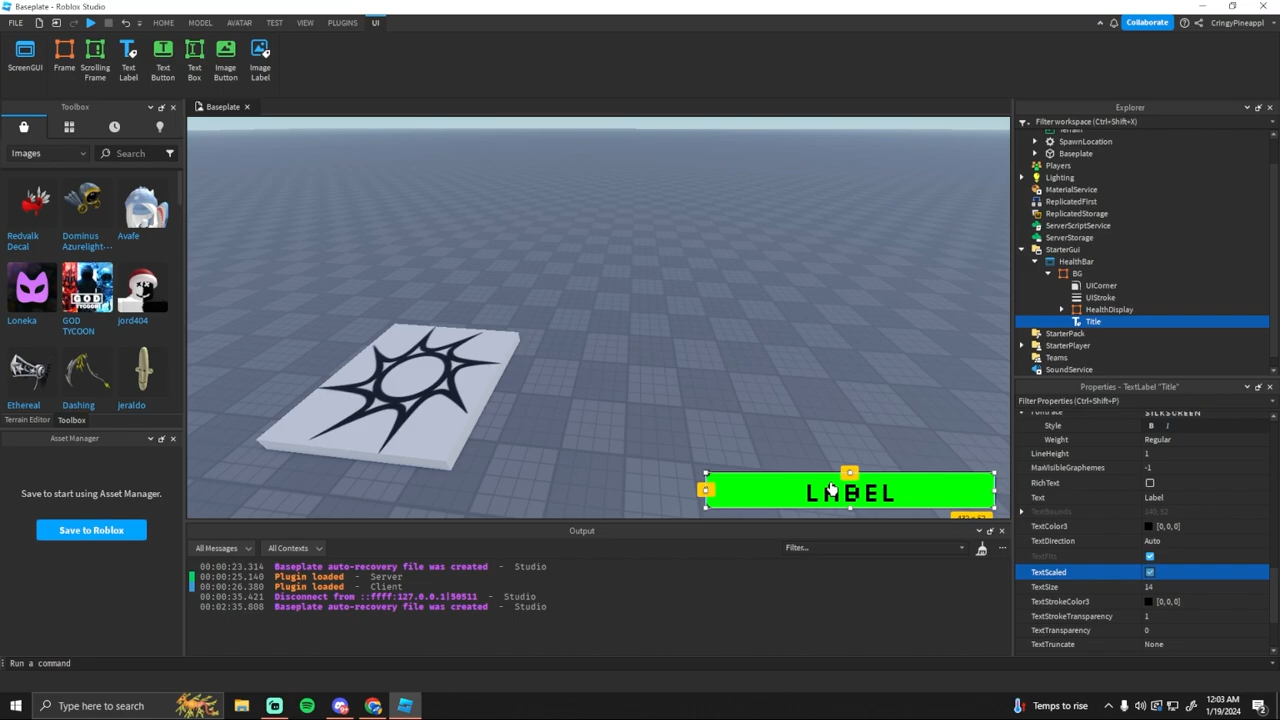 Baseplate - Roblox Studio
FILE
HOME
MODEL
AVATAR
TEST
VIEW
PLUGINS
UI
Collaborate
CringyPineappl
ScreenGUI
Frame
Scrolling Frame
Text Label
Text Button
Text Box
Image Button
Image Label
Toolbox
Baseplate
Explorer
Filter workspace (Ctrl+Shift+X)
Images
Search
Redvalk Decal
Dominus Azurelight-...
Avafe
Loneka
GOD TYCOON
jord404
Ethereal
Dashing
jeraldo
Terrain Editor
Toolbox
Asset Manager
Save to start using Asset Manager.
Save to Roblox
LABEL
Terrain
SpawnLocation
Baseplate
Players
Lighting
MaterialService
ReplicatedFirst
ReplicatedStorage
ServerScriptService
ServerStorage
StarterGui
HealthBar
BG
UICorner
UIStroke
HealthDisplay
Title
StarterPack
StarterPlayer
Teams
SoundService
Properties - TextLabel "Title"
Filter Properties (Ctrl+Shift+P)
FontFace SILKSCREEN
Style B I
Weight Regular
LineHeight 1
MaxVisibleGraphemes -1
RichText
Text Label
TextBounds 140, 52
TextColor3 [0, 0, 0]
TextDirection Auto
TextFits
TextScaled
TextSize 14
TextStrokeColor3 [0, 0, 0]
TextStrokeTransparency 1
TextTransparency 0
TextTruncate None
Output
All Messages
All Contexts
Filter...
00:00:23.314 Baseplate auto-recovery file was created - Studio
00:00:25.140 Plugin loaded - Server
00:00:26.380 Plugin loaded - Client
00:00:35.421 Disconnect from ::ffff:127.0.0.1|50511 - Studio
00:02:35.808 Baseplate auto-recovery file was created - Studio
Run a command
Type here to search
Temps to rise
12:03 AM
1/19/2024
2